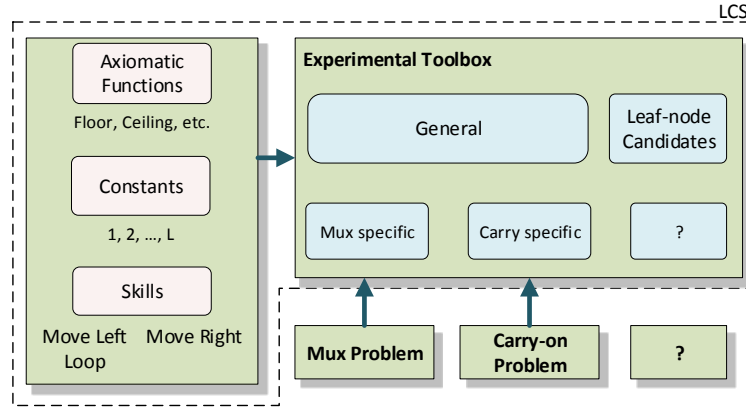 LCS
Axiomatic
Functions
Floor, Ceiling, etc.
Constants
1, 2, ..., L
Skills
Move Left Move Right
Loop
Experimental Toolbox
General
Leaf-node
Candidates
Mux specific
Carry specific
?
Mux Problem
Carry-on
Problem
?